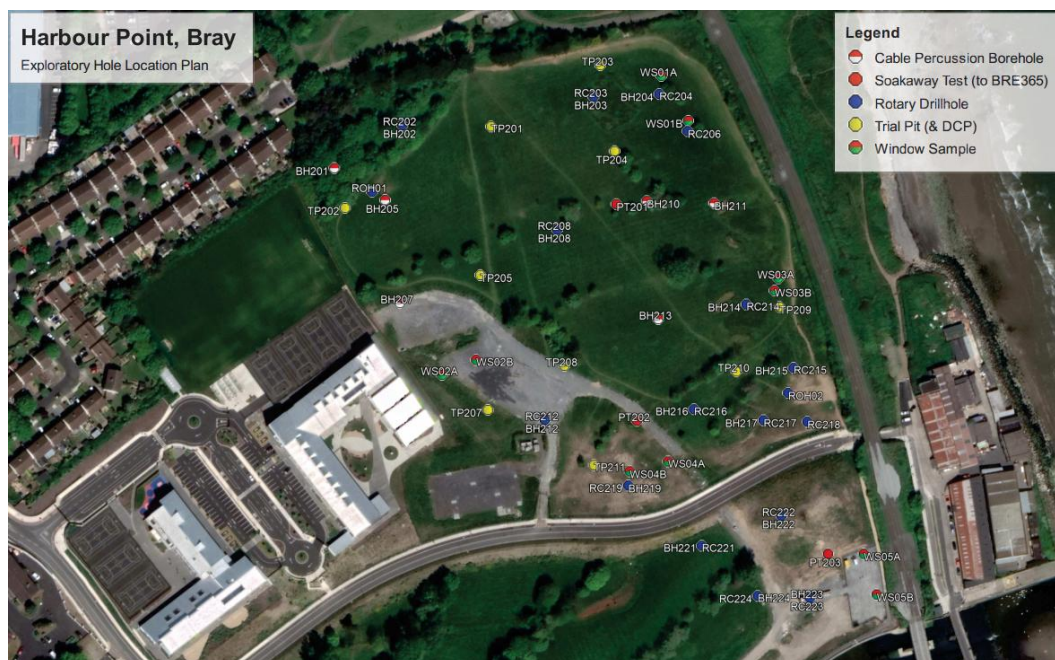 Harbour Point, Bray
Exploratory Hole Location Plan
Legend
Cable Percussion Borehole
Soakaway Test (to BRE365)
Rotary Drillhole
Trial Pit (& DCP)
Window Sample
TP203
WS01A
RC203
BH203
BH204
RC204
RC202
BH202
TP201
WS01B
RC206
TP204
BH201
ROH01
TP202
BH205
PT201
BH210
BH211
RC208
BH208
TP205
WS03A
WS03B
BH207
BH214
RC214
TP209
BH213
WS02B
WS02A
TP208
TP210
BH215
RC215
ROH02
TP207
RC212
BH212
PT202
BH216
RC216
BH217
RC217
RC218
TP211
WS04A
WS04B
RC219
BH219
RC222
BH222
BH221
RC221
PT203
WS05A
RC224
BH224
BH223
RC223
WS05B